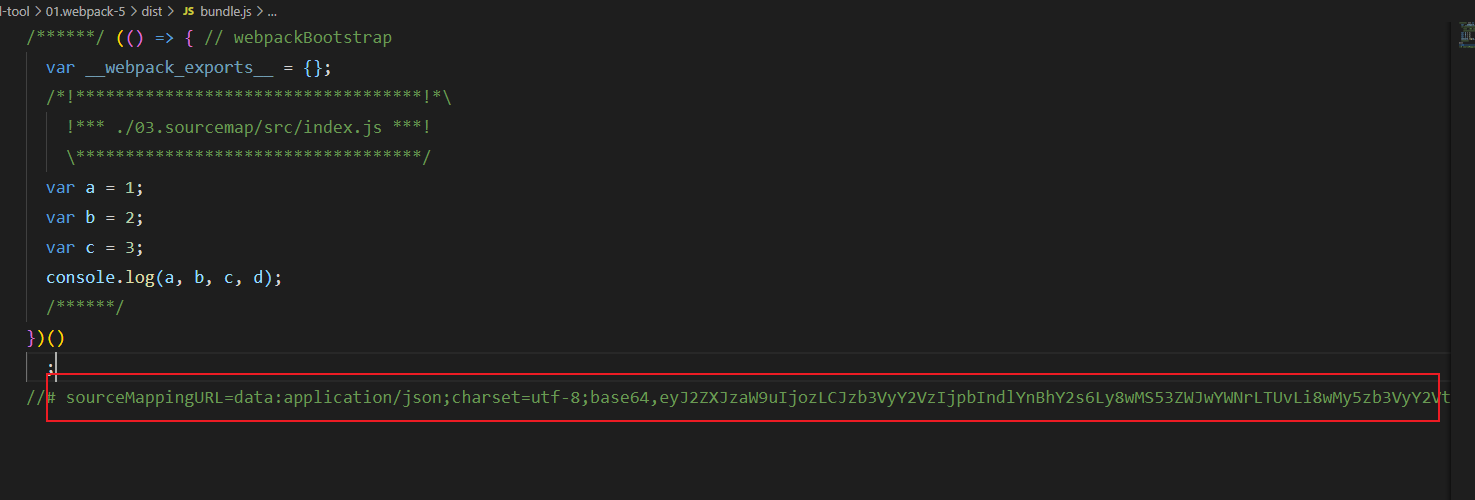 l-tool > 01.webpack-5 > dist > JS bundle.js > ...
/******/ (() => { // webpackBootstrap
var __webpack_exports__ = {};
/*!***********************************!*\
!*** ./03.sourcemap/src/index.js ***!
\***********************************/
var a = 1;
var b = 2;
var c = 3;
console.log(a, b, c, d);
/******/
})()
;
//# sourceMappingURL=data:application/json;charset=utf-8;base64,eyJ2ZXJzaW9uIjozLCJzb3VyY2VzIjpbIndlYnBhY2s6Ly8wMS53ZWJwYWNrLTUvLi8wMy5zb3VyY2Vt